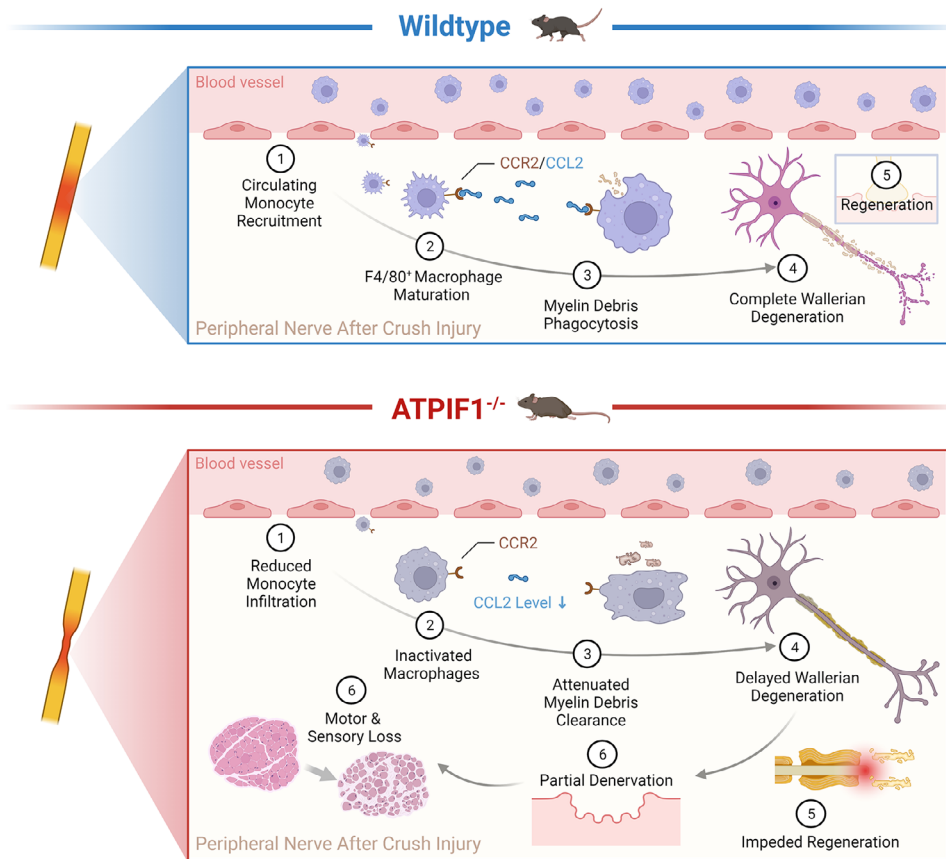 Wildtype
Blood vessel
1
Circulating
Monocyte
Recruitment
CCR2/CCL2
2
F4/80⁺ Macrophage
Maturation
3
Myelin Debris
Phagocytosis
4
Complete Wallerian
Degeneration
5
Regeneration
Peripheral Nerve After Crush Injury
ATPIF1⁻/⁻
Blood vessel
1
Reduced
Monocyte
Infiltration
CCR2
CCL2 Level ↓
2
Inactivated
Macrophages
3
Attenuated
Myelin Debris
Clearance
4
Delayed Wallerian
Degeneration
5
Impeded Regeneration
6
Partial Denervation
6
Motor &
Sensory Loss
Peripheral Nerve After Crush Injury